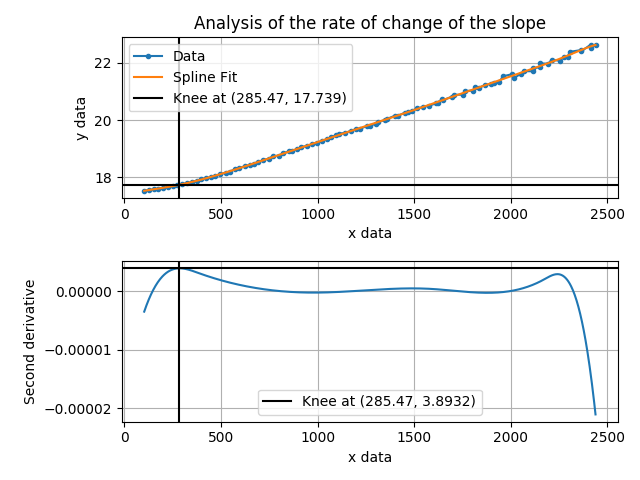 Analysis of the rate of change of the slope
y data
22
20
18
Data
Spline Fit
Knee at (285.47, 17.739)
0 500 1000 1500 2000 2500
x data
Second derivative
0.00000
−0.00001
−0.00002
Knee at (285.47, 3.8932)
0 500 1000 1500 2000 2500
x data